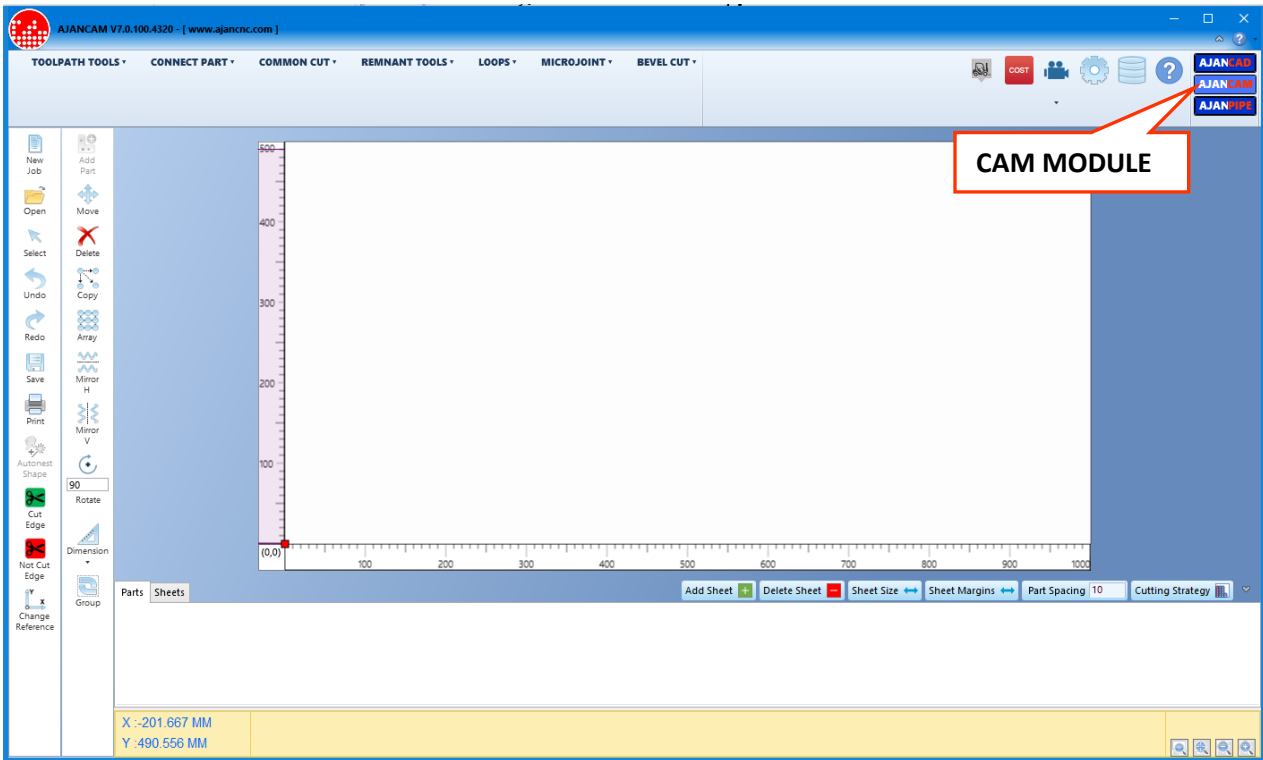 AJANCAM V7.0.100.4320 - [ www.ajancnc.com ]
TOOLPATH TOOLS CONNECT PART COMMON CUT REMNANT TOOLS LOOPS MICROJOINT BEVEL CUT
COST
AJANCAD
AJANCAM
AJANPIPE
CAM MODULE
New
Job
Open
Select
Undo
Redo
Save
Print
Autonest
Shape
Cut
Edge
Not Cut
Edge
Y
X
Change
Reference
Add
Part
Move
Delete
Copy
Array
Mirror
H
Mirror
V
90
Rotate
Dimension
Group
500
400
300
200
100
(0,0)
100 200 300 400 500 600 700 800 900 1000
Parts Sheets Add Sheet Delete Sheet Sheet Size Sheet Margins Part Spacing 10 Cutting Strategy
X :-201.667 MM
Y :490.556 MM